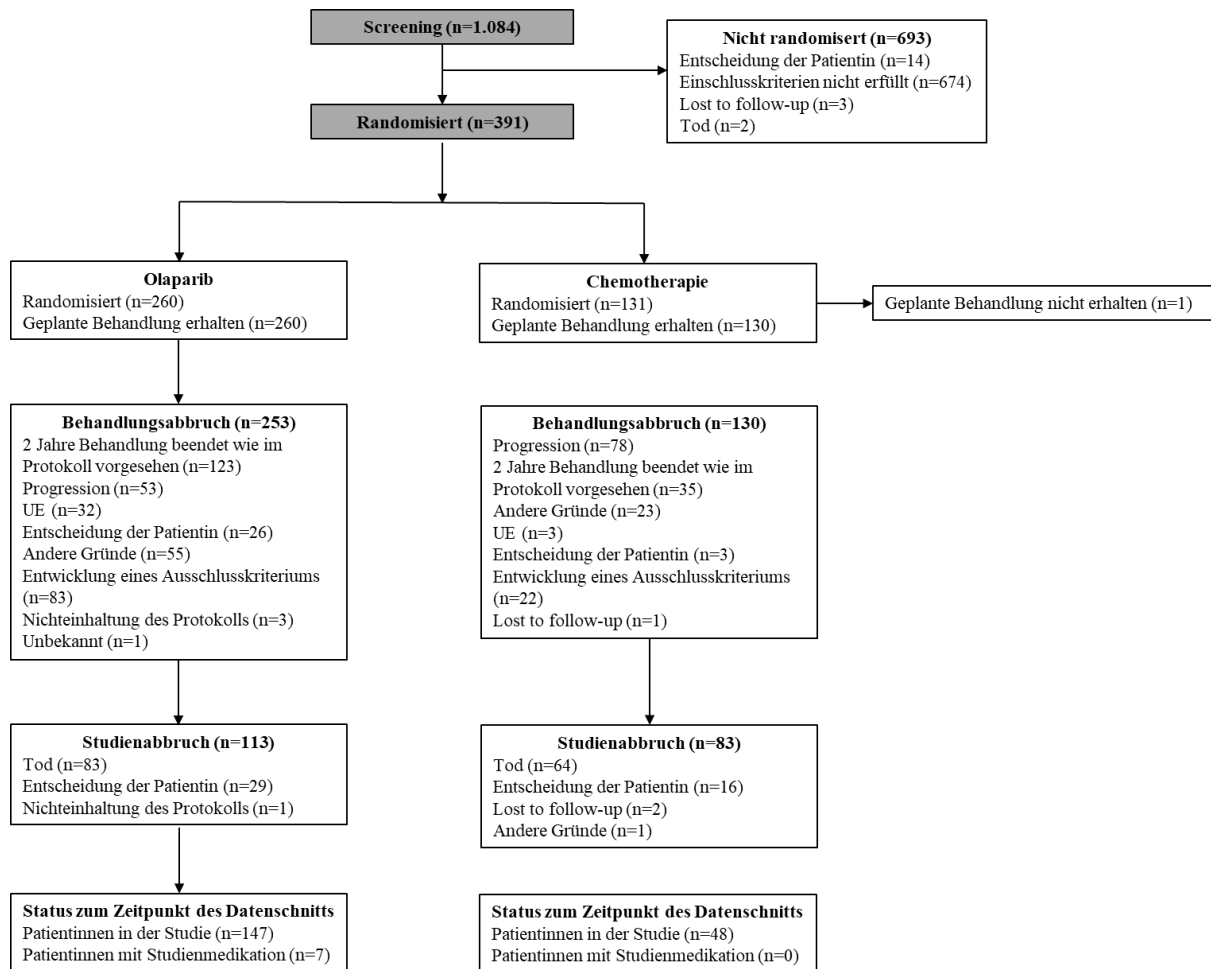 Screening (n=1.084)
Nicht randomisert (n=693)
Entscheidung der Patientin (n=14)
Einschlusskriterien nicht erfüllt (n=674)
Lost to follow-up (n=3)
Tod (n=2)
Randomisiert (n=391)
Olaparib
Randomisiert (n=260)
Geplante Behandlung erhalten (n=260)
Chemotherapie
Randomisiert (n=131)
Geplante Behandlung erhalten (n=130)
Geplante Behandlung nicht erhalten (n=1)
Behandlungsabbruch (n=253)
2 Jahre Behandlung beendet wie im
Protokoll vorgesehen (n=123)
Progression (n=53)
UE (n=32)
Entscheidung der Patientin (n=26)
Andere Gründe (n=55)
Entwicklung eines Ausschlusskriteriums
(n=83)
Nichteinhaltung des Protokolls (n=3)
Unbekannt (n=1)
Behandlungsabbruch (n=130)
Progression (n=78)
2 Jahre Behandlung beendet wie im
Protokoll vorgesehen (n=35)
Andere Gründe (n=23)
UE (n=3)
Entscheidung der Patientin (n=3)
Entwicklung eines Ausschlusskriteriums
(n=22)
Lost to follow-up (n=1)
Studienabbruch (n=113)
Tod (n=83)
Entscheidung der Patientin (n=29)
Nichteinhaltung des Protokolls (n=1)
Studienabbruch (n=83)
Tod (n=64)
Entscheidung der Patientin (n=16)
Lost to follow-up (n=2)
Andere Gründe (n=1)
Status zum Zeitpunkt des Datenschnitts
Patientinnen in der Studie (n=147)
Patientinnen mit Studienmedikation (n=7)
Status zum Zeitpunkt des Datenschnitts
Patientinnen in der Studie (n=48)
Patientinnen mit Studienmedikation (n=0)